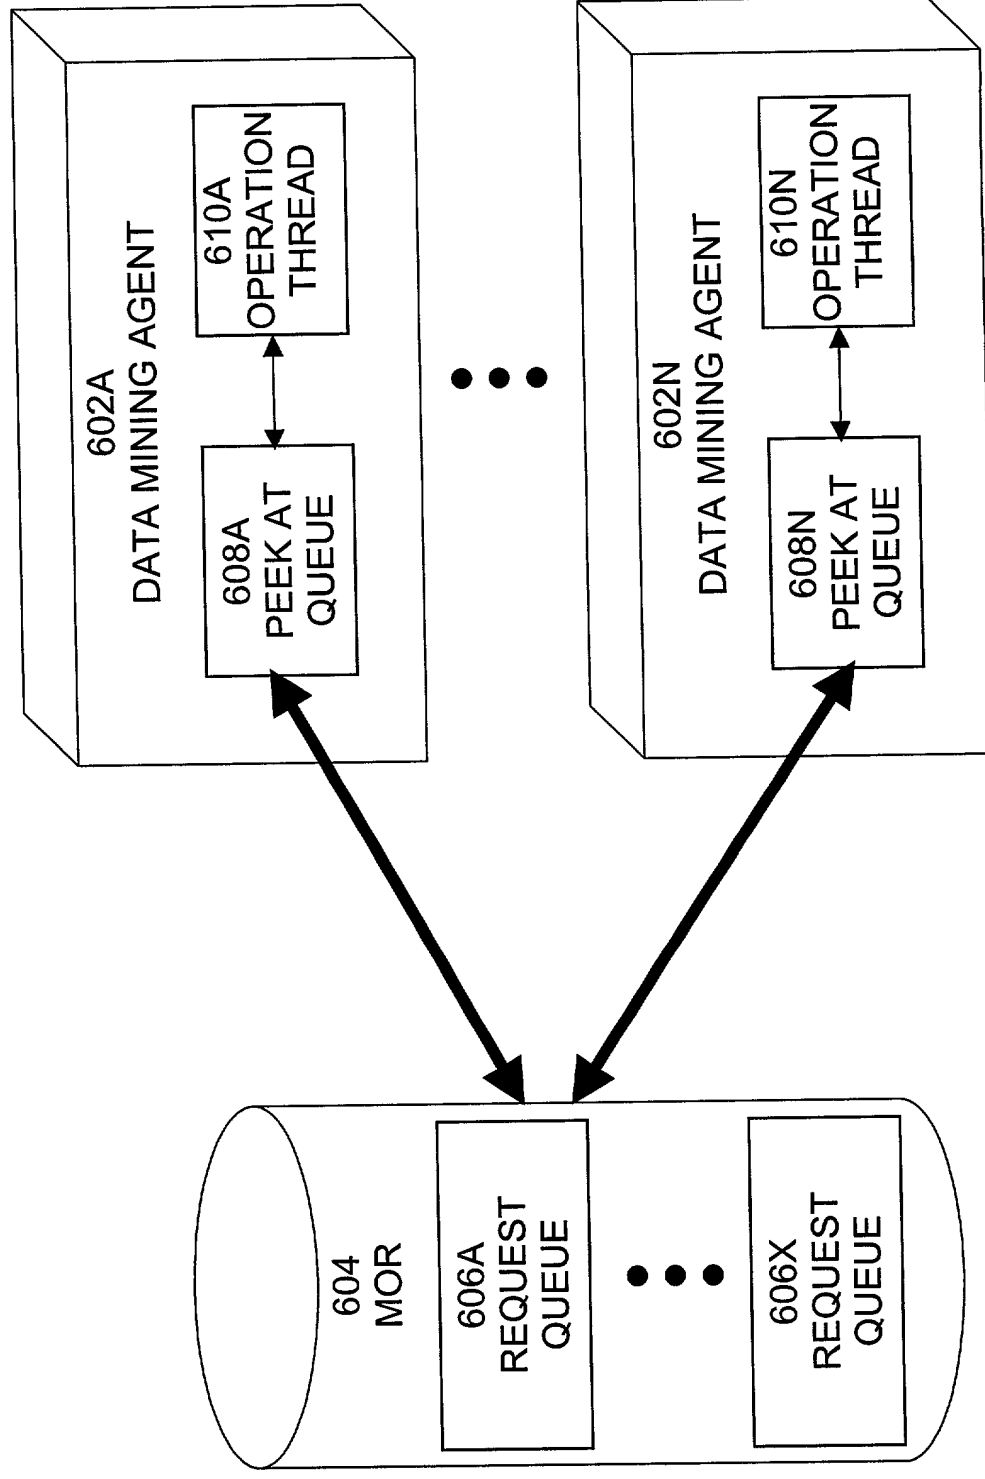 604
MOR
606A
REQUEST
QUEUE
606X
REQUEST
QUEUE
602A
DATA MINING AGENT
608A
PEEK AT
QUEUE
610A
OPERATION
THREAD
602N
DATA MINING AGENT
608N
PEEK AT
QUEUE
610N
OPERATION
THREAD